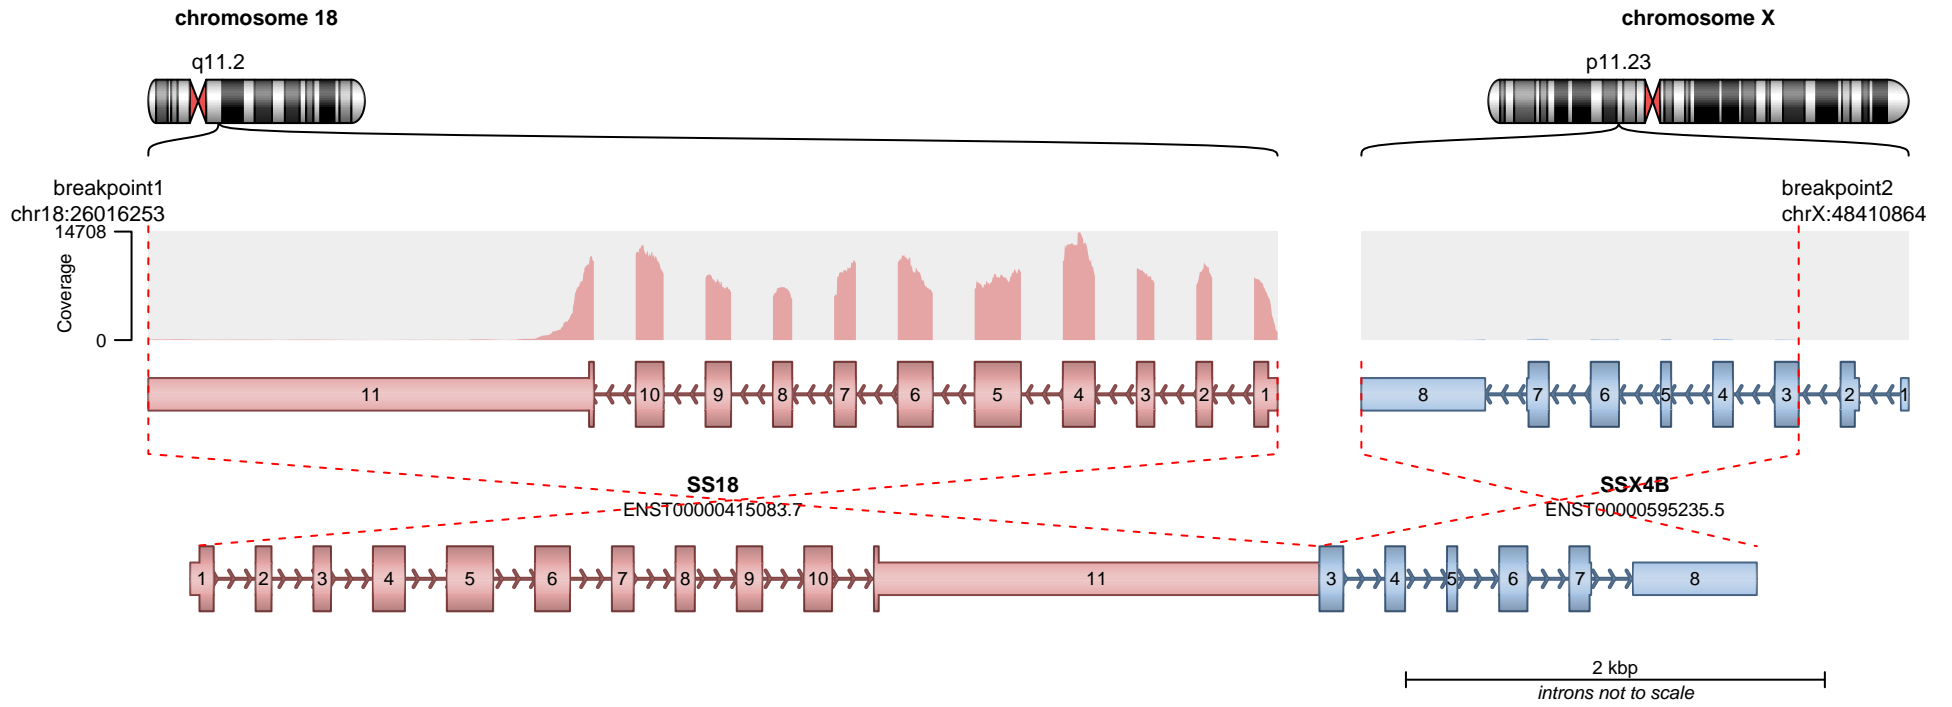 chromosome 18
chromosome X
q11.2
p11.23
breakpoint1
chr18:26016253
breakpoint2
chrX:48410864
14708
Coverage
0
11 10 9 8 7 6 5 4 3 2 1
8 7 6 5 4 3 2 1
SS18
ENST00000415083.7
SSX4B
ENST00000595235.5
1 2 3 4 5 6 7 8 9 10 11 3 4 5 6 7 8
2 kbp
introns not to scale